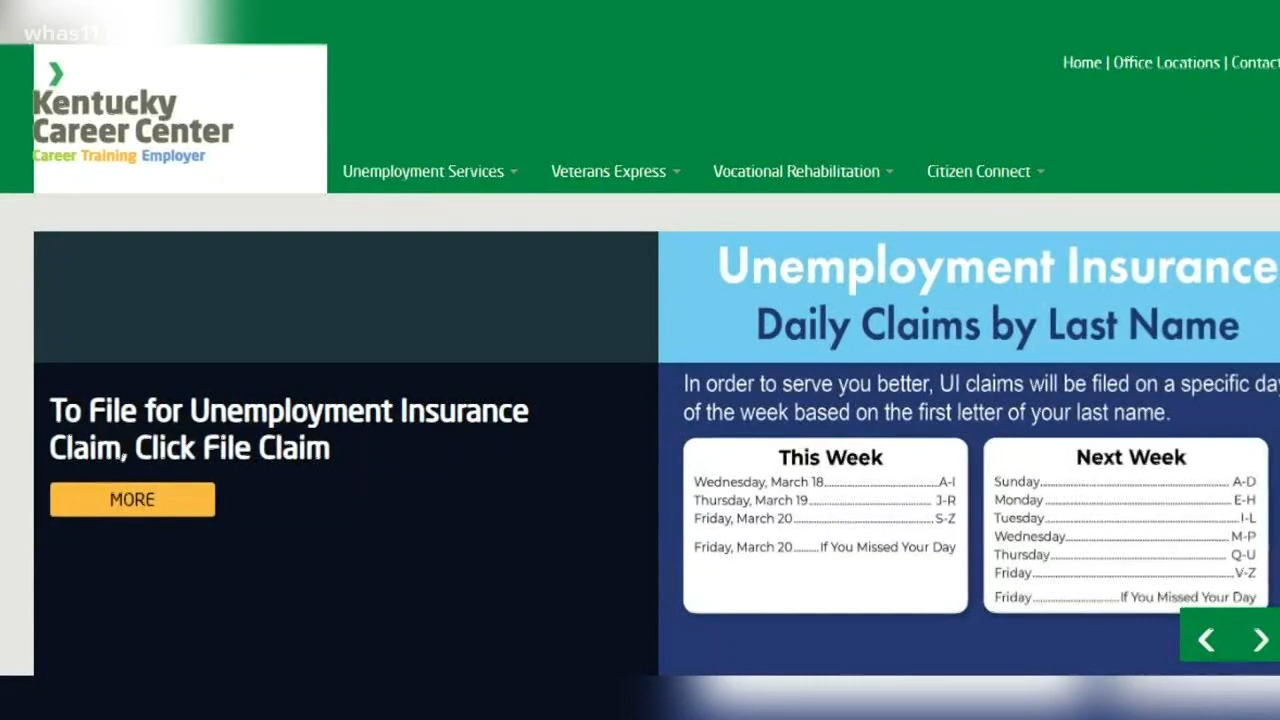 whas11
Home | Office Locations | Contact
Kentucky
Career Center
Career Training Employer
Unemployment Services
Veterans Express
Vocational Rehabilitation
Citizen Connect
To File for Unemployment Insurance
Claim, Click File Claim
MORE
Unemployment Insurance
Daily Claims by Last Name
In order to serve you better, UI claims will be filed on a specific day
of the week based on the first letter of your last name.
This Week
Wednesday, March 18 A-I
Thursday, March 19 J-R
Friday, March 20 S-Z
Friday, March 20 If You Missed Your Day
Next Week
Sunday A-D
Monday E-H
Tuesday I-L
Wednesday M-P
Thursday Q-U
Friday V-Z
Friday If You Missed Your Day